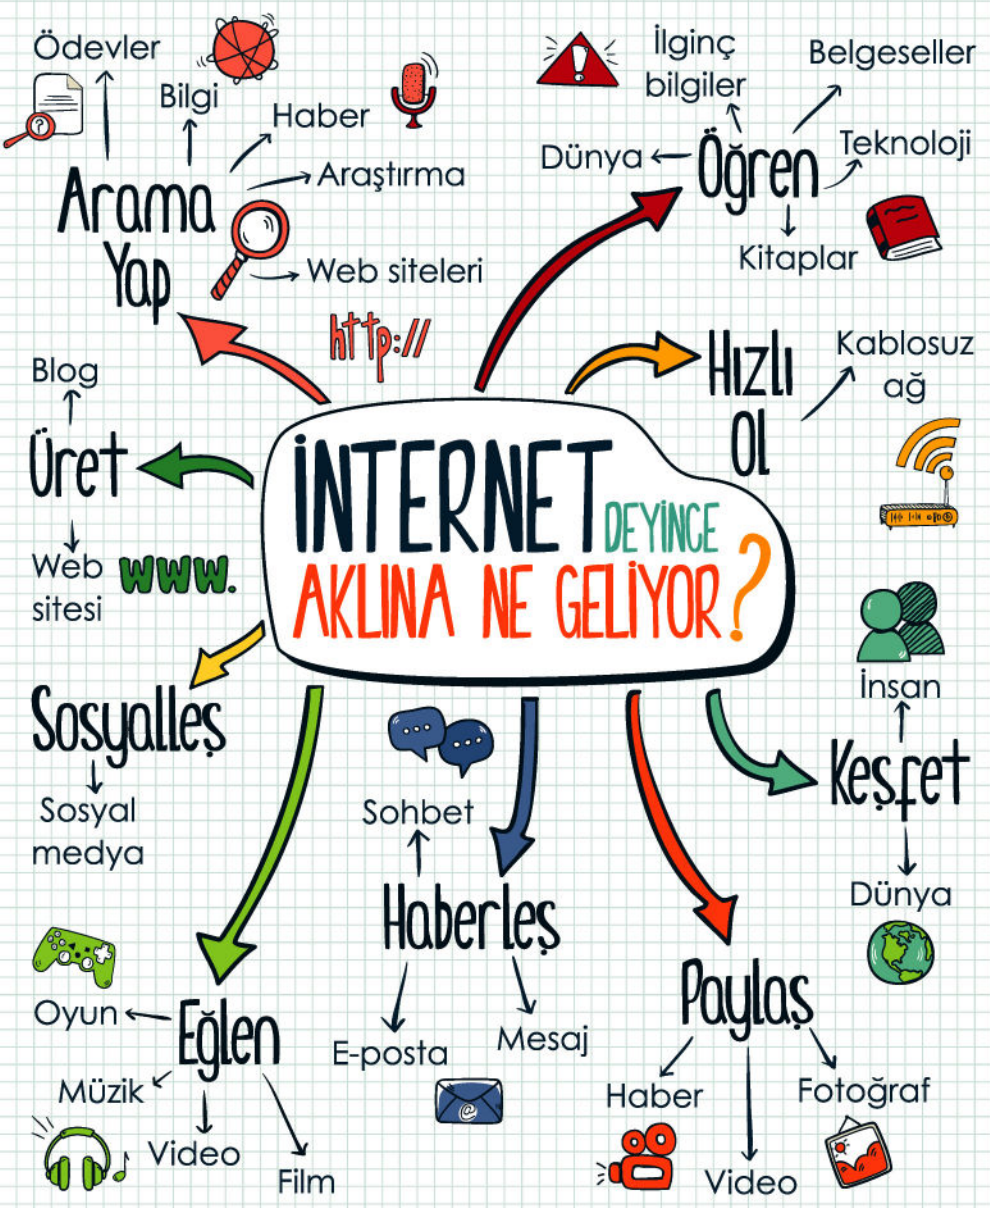 İNTERNET DEYİNCE
AKLINA NE GELİYOR?
Arama
Yap
Ödevler
?
Bilgi
Haber
Araştırma
Web siteleri
http://
Öğren
Dünya
İlginç
bilgiler
Belgeseller
Teknoloji
Kitaplar
Hızlı
Ol
Kablosuz
ağ
Keşfet
İnsan
Dünya
Paylaş
Haber
Video
Fotoğraf
Haberleş
Sohbet
E-posta
@
Mesaj
Eğlen
Oyun
Müzik
Video
Film
Sosyalleş
Sosyal
medya
Üret
Blog
Web
sitesi
www.